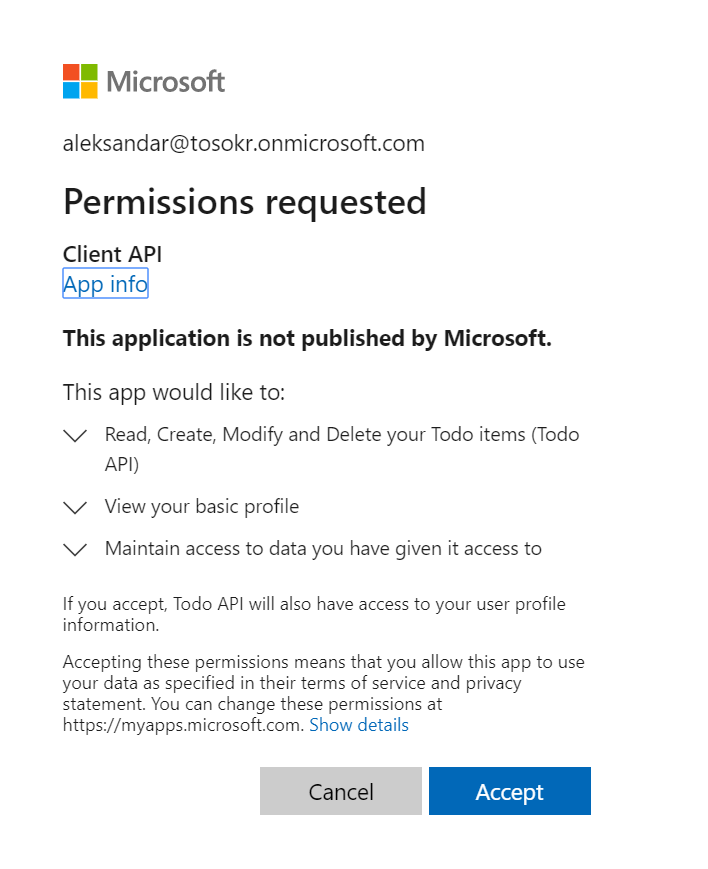 Microsoft
aleksandar@tosokr.onmicrosoft.com
Permissions requested
Client API
App info
This application is not published by Microsoft.
This app would like to:
Read, Create, Modify and Delete your Todo items (Todo
API)
View your basic profile
Maintain access to data you have given it access to
If you accept, Todo API will also have access to your user profile
information.
Accepting these permissions means that you allow this app to use
your data as specified in their terms of service and privacy
statement. You can change these permissions at
https://myapps.microsoft.com. Show details
Cancel
Accept